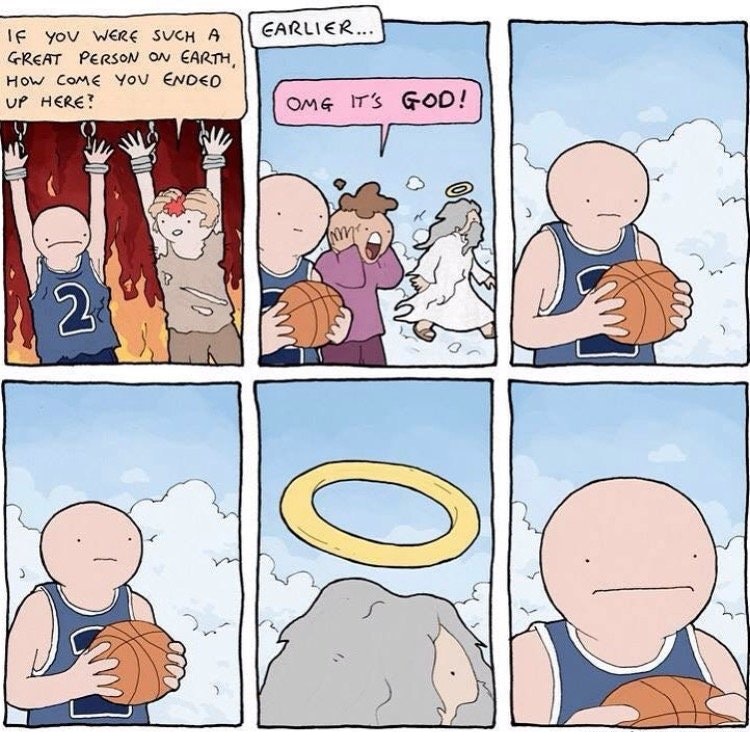 IF YOU WERE SUCH A
GREAT PERSON ON EARTH,
HOW COME YOU ENDED
UP HERE?
2
EARLIER...
OMG IT'S GOD!